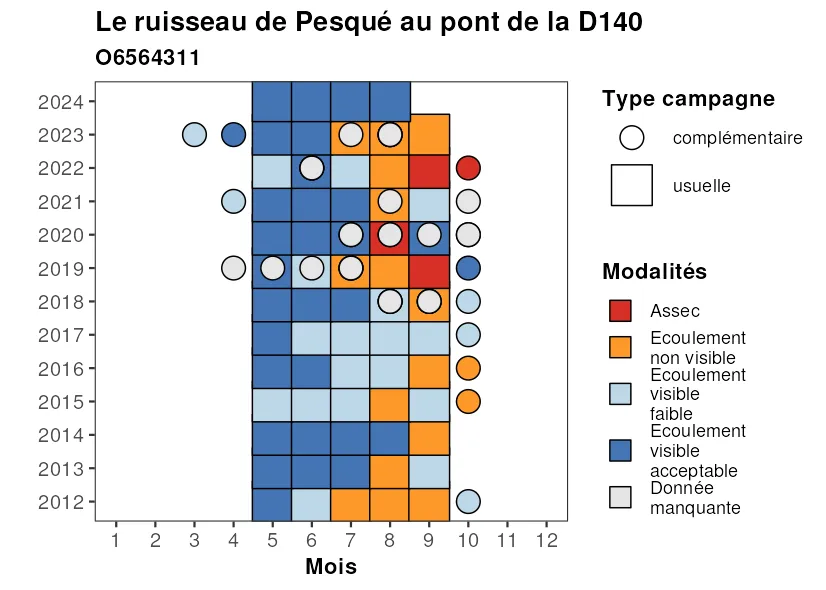 Le ruisseau de Pesqué au pont de la D140
O6564311
2024
2023
2022
2021
2020
2019
2018
2017
2016
2015
2014
2013
2012
1 2 3 4 5 6 7 8 9 10 11 12
Mois
Type campagne
complémentaire
usuelle
Modalités
Assec
Ecoulement
non visible
Ecoulement
visible
faible
Ecoulement
visible
acceptable
Donnée
manquante